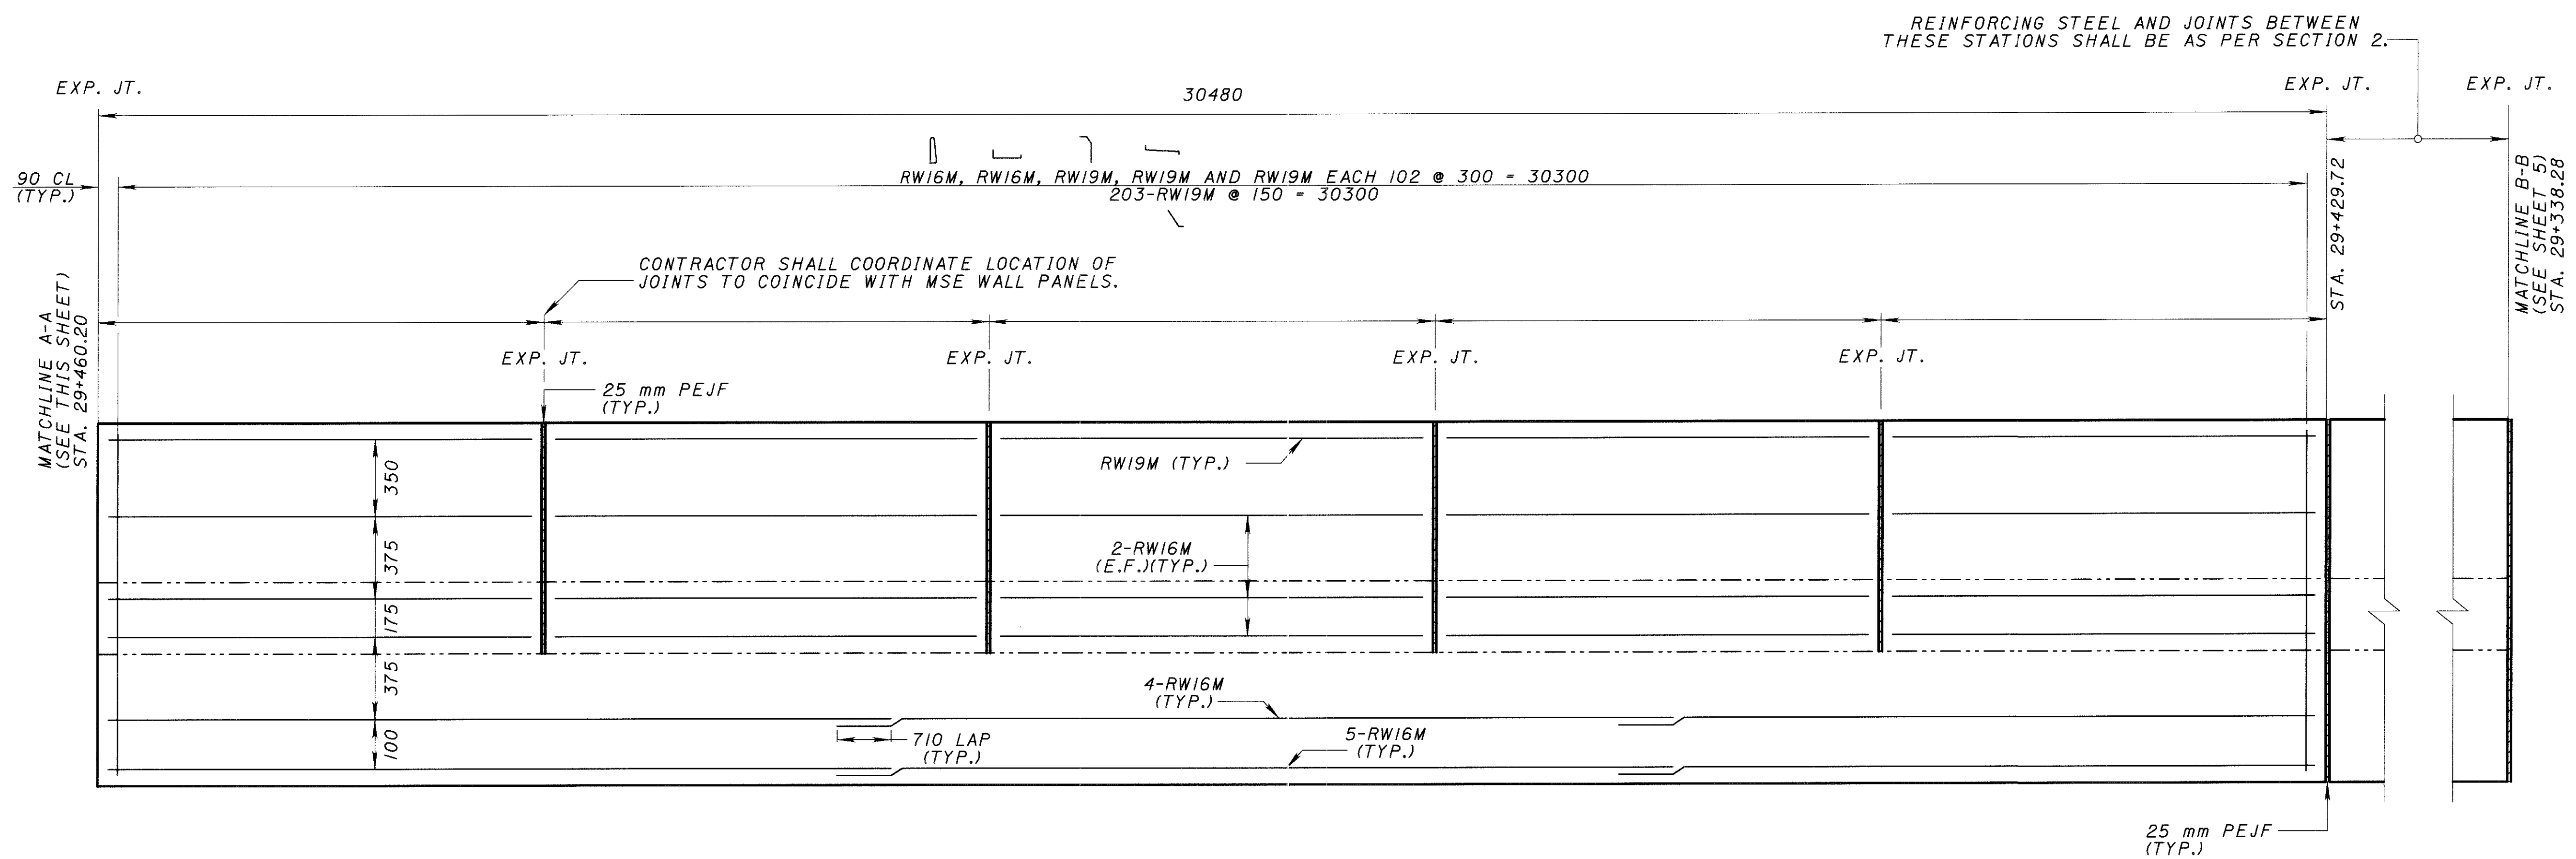 REINFORCING STEEL AND JOINTS BETWEEN
THESE STATIONS SHALL BE AS PER SECTION 2.
EXP. JT.
30480
EXP. JT.
EXP. JT.
90 CL
(TYP.)
RW16M, RW16M, RW19M, RW19M AND RW19M EACH 102 @ 300 = 30300
203-RW19M @ 150 = 30300
STA. 29+429.72
MATCHLINE B-B
(SEE SHEET 5)
STA. 29+338.28
CONTRACTOR SHALL COORDINATE LOCATION OF
JOINTS TO COINCIDE WITH MSE WALL PANELS.
MATCHLINE A-A
(SEE THIS SHEET)
STA. 29+460.20
EXP. JT.
EXP. JT.
EXP. JT.
EXP. JT.
25 mm PEJF
(TYP.)
350
RW19M (TYP.)
375
2-RW16M
(E.F.)(TYP.)
175
375
4-RW16M
(TYP.)
100
710 LAP
(TYP.)
5-RW16M
(TYP.)
25 mm PEJF
(TYP.)